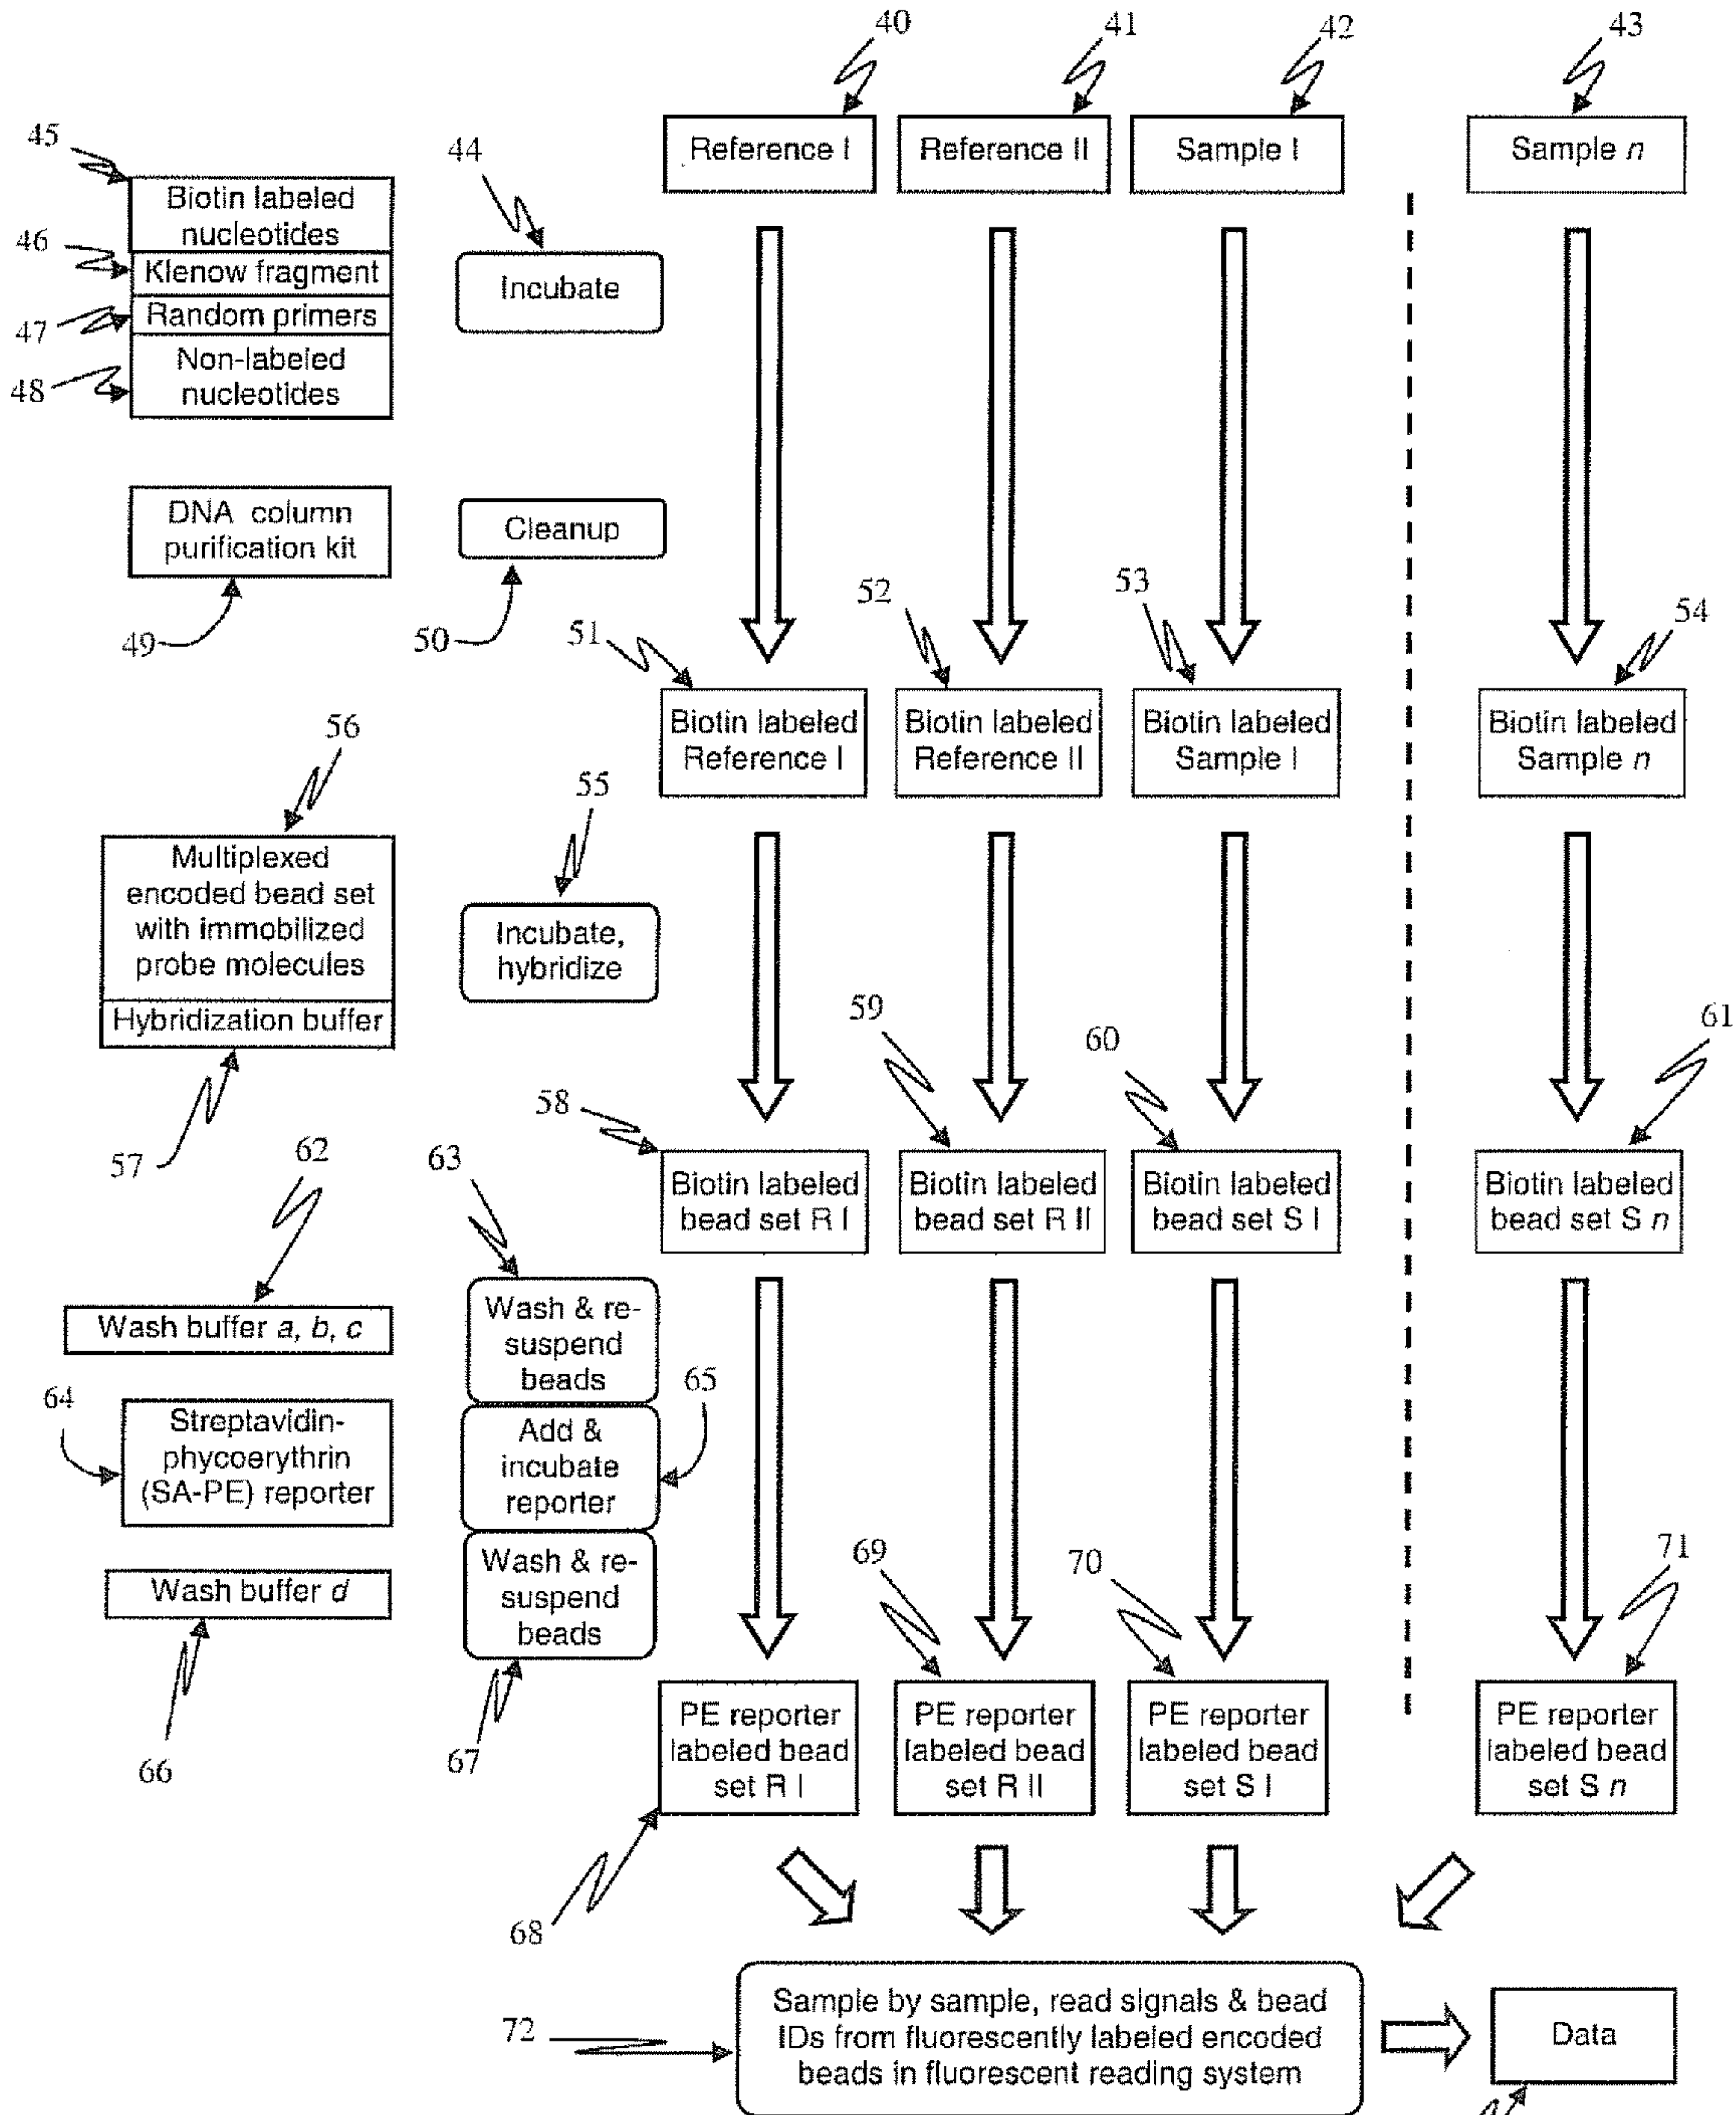 40
41
42
43
Reference I
Reference II
Sample I
Sample n
45
44
Biotin labeled
nucleotides
46
Klenow fragment
Incubate
47
Random primers
48
Non-labeled
nucleotides
DNA column
purification kit
Cleanup
49
50
51
52
53
54
Biotin labeled
Reference I
Biotin labeled
Reference II
Biotin labeled
Sample I
Biotin labeled
Sample n
56
55
Multiplexed
encoded bead set
with immobilized
probe molecules
Incubate,
hybridize
Hybridization buffer
57
58
59
60
61
Biotin labeled
bead set R I
Biotin labeled
bead set R II
Biotin labeled
bead set S I
Biotin labeled
bead set S n
62
63
Wash buffer a, b, c
Wash & re-
suspend
beads
64
Streptavidin-
phycoerythrin
(SA-PE) reporter
Add &
incubate
reporter
65
Wash buffer d
Wash & re-
suspend
beads
66
67
69
70
71
PE reporter
labeled bead
set R I
PE reporter
labeled bead
set R II
PE reporter
labeled bead
set S I
PE reporter
labeled bead
set S n
68
72
Sample by sample, read signals & bead
IDs from fluorescently labeled encoded
beads in fluorescent reading system
Data